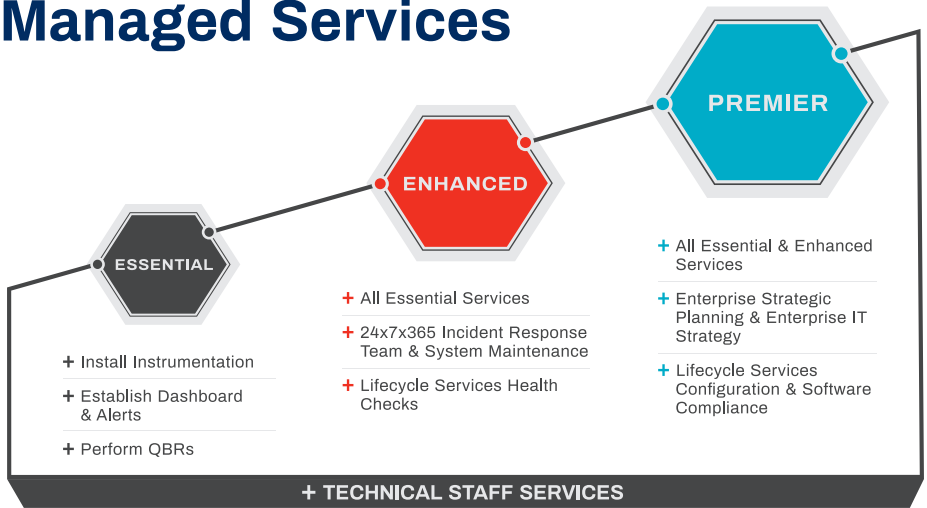 Managed Services
ESSENTIAL
+ Install Instrumentation
+ Establish Dashboard
& Alerts
+ Perform QBRs
ENHANCED
+ All Essential Services
+ 24x7x365 Incident Response
Team & System Maintenance
+ Lifecycle Services Health
Checks
PREMIER
+ All Essential & Enhanced
Services
+ Enterprise Strategic
Planning & Enterprise IT
Strategy
+ Lifecycle Services
Configuration & Software
Compliance
+ TECHNICAL STAFF SERVICES